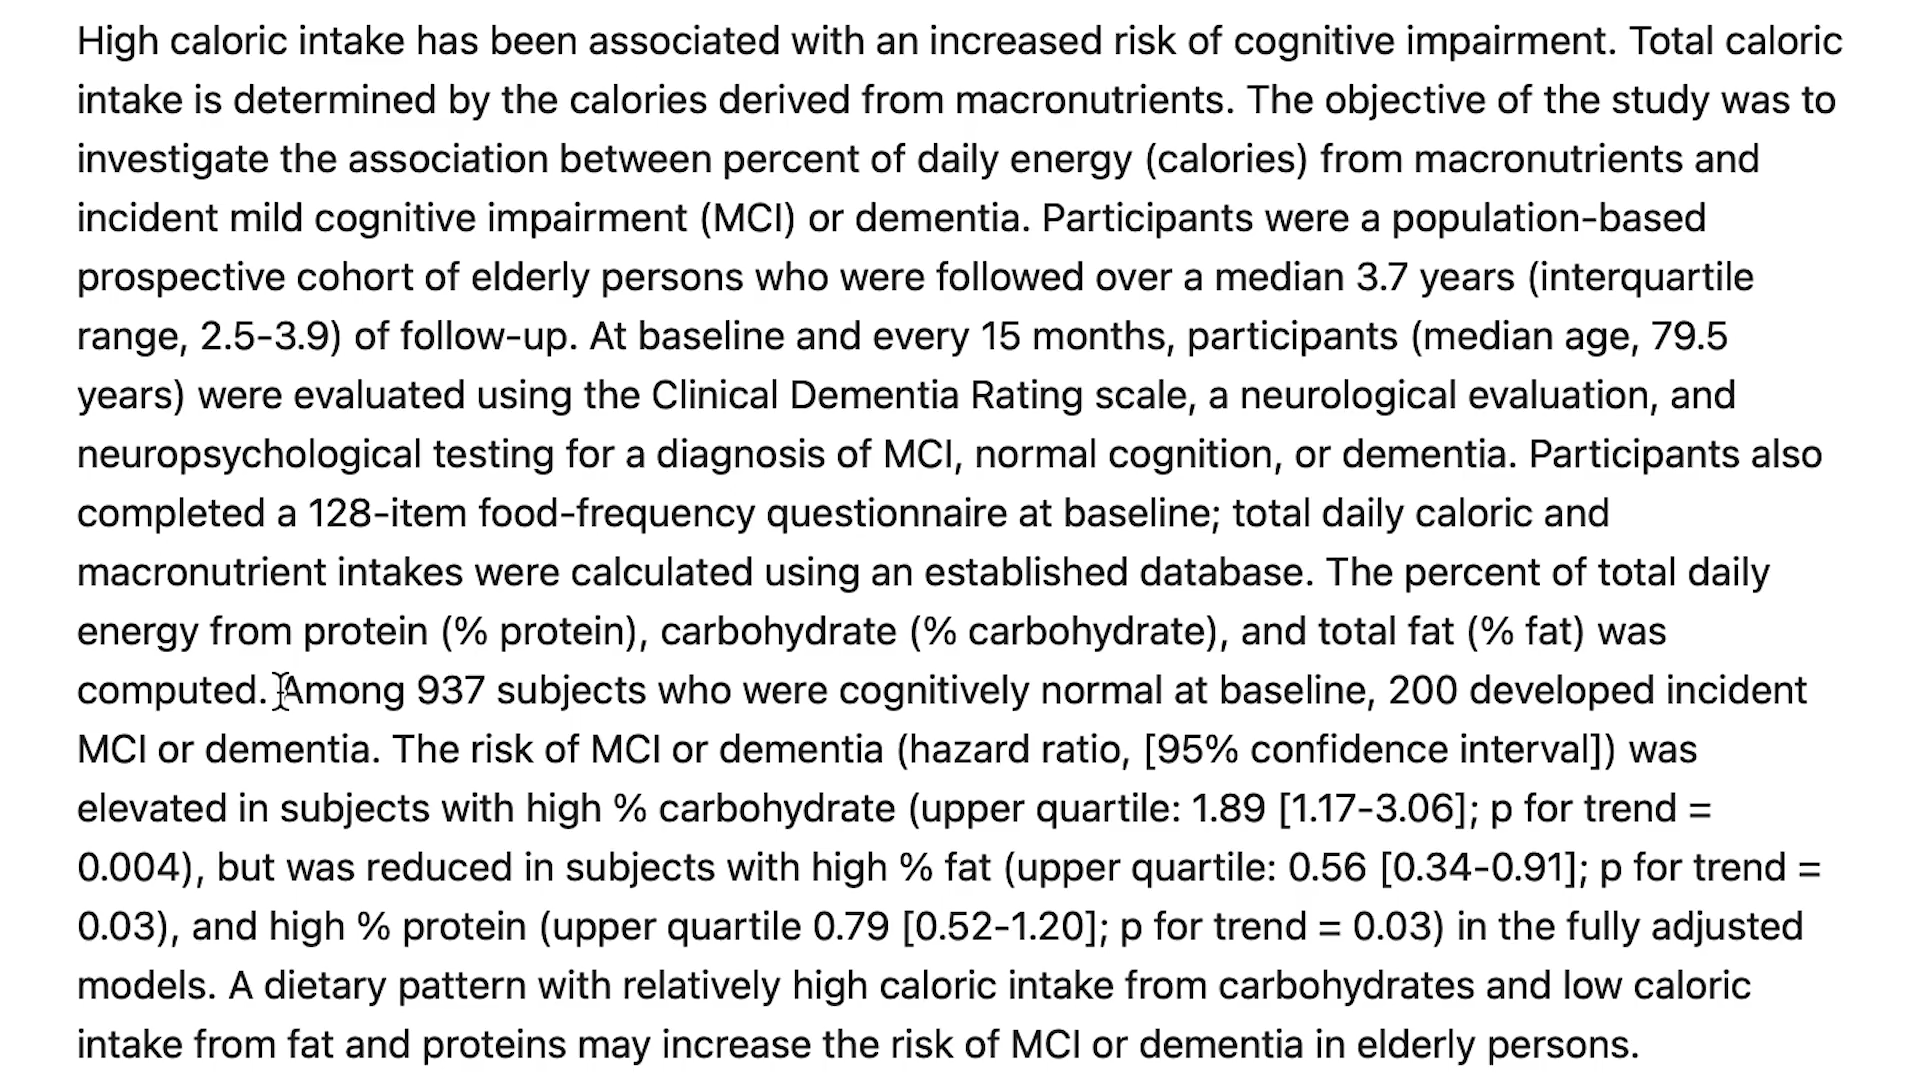 High caloric intake has been associated with an increased risk of cognitive impairment. Total caloric
intake is determined by the calories derived from macronutrients. The objective of the study was to
investigate the association between percent of daily energy (calories) from macronutrients and
incident mild cognitive impairment (MCI) or dementia. Participants were a population-based
prospective cohort of elderly persons who were followed over a median 3.7 years (interquartile
range, 2.5-3.9) of follow-up. At baseline and every 15 months, participants (median age, 79.5
years) were evaluated using the Clinical Dementia Rating scale, a neurological evaluation, and
neuropsychological testing for a diagnosis of MCI, normal cognition, or dementia. Participants also
completed a 128-item food-frequency questionnaire at baseline; total daily caloric and
macronutrient intakes were calculated using an established database. The percent of total daily
energy from protein (% protein), carbohydrate (% carbohydrate), and total fat (% fat) was
computed. Among 937 subjects who were cognitively normal at baseline, 200 developed incident
MCI or dementia. The risk of MCI or dementia (hazard ratio, [95% confidence interval]) was
elevated in subjects with high % carbohydrate (upper quartile: 1.89 [1.17-3.06]; p for trend =
0.004), but was reduced in subjects with high % fat (upper quartile: 0.56 [0.34-0.91]; p for trend =
0.03), and high % protein (upper quartile 0.79 [0.52-1.20]; p for trend = 0.03) in the fully adjusted
models. A dietary pattern with relatively high caloric intake from carbohydrates and low caloric
intake from fat and proteins may increase the risk of MCI or dementia in elderly persons.